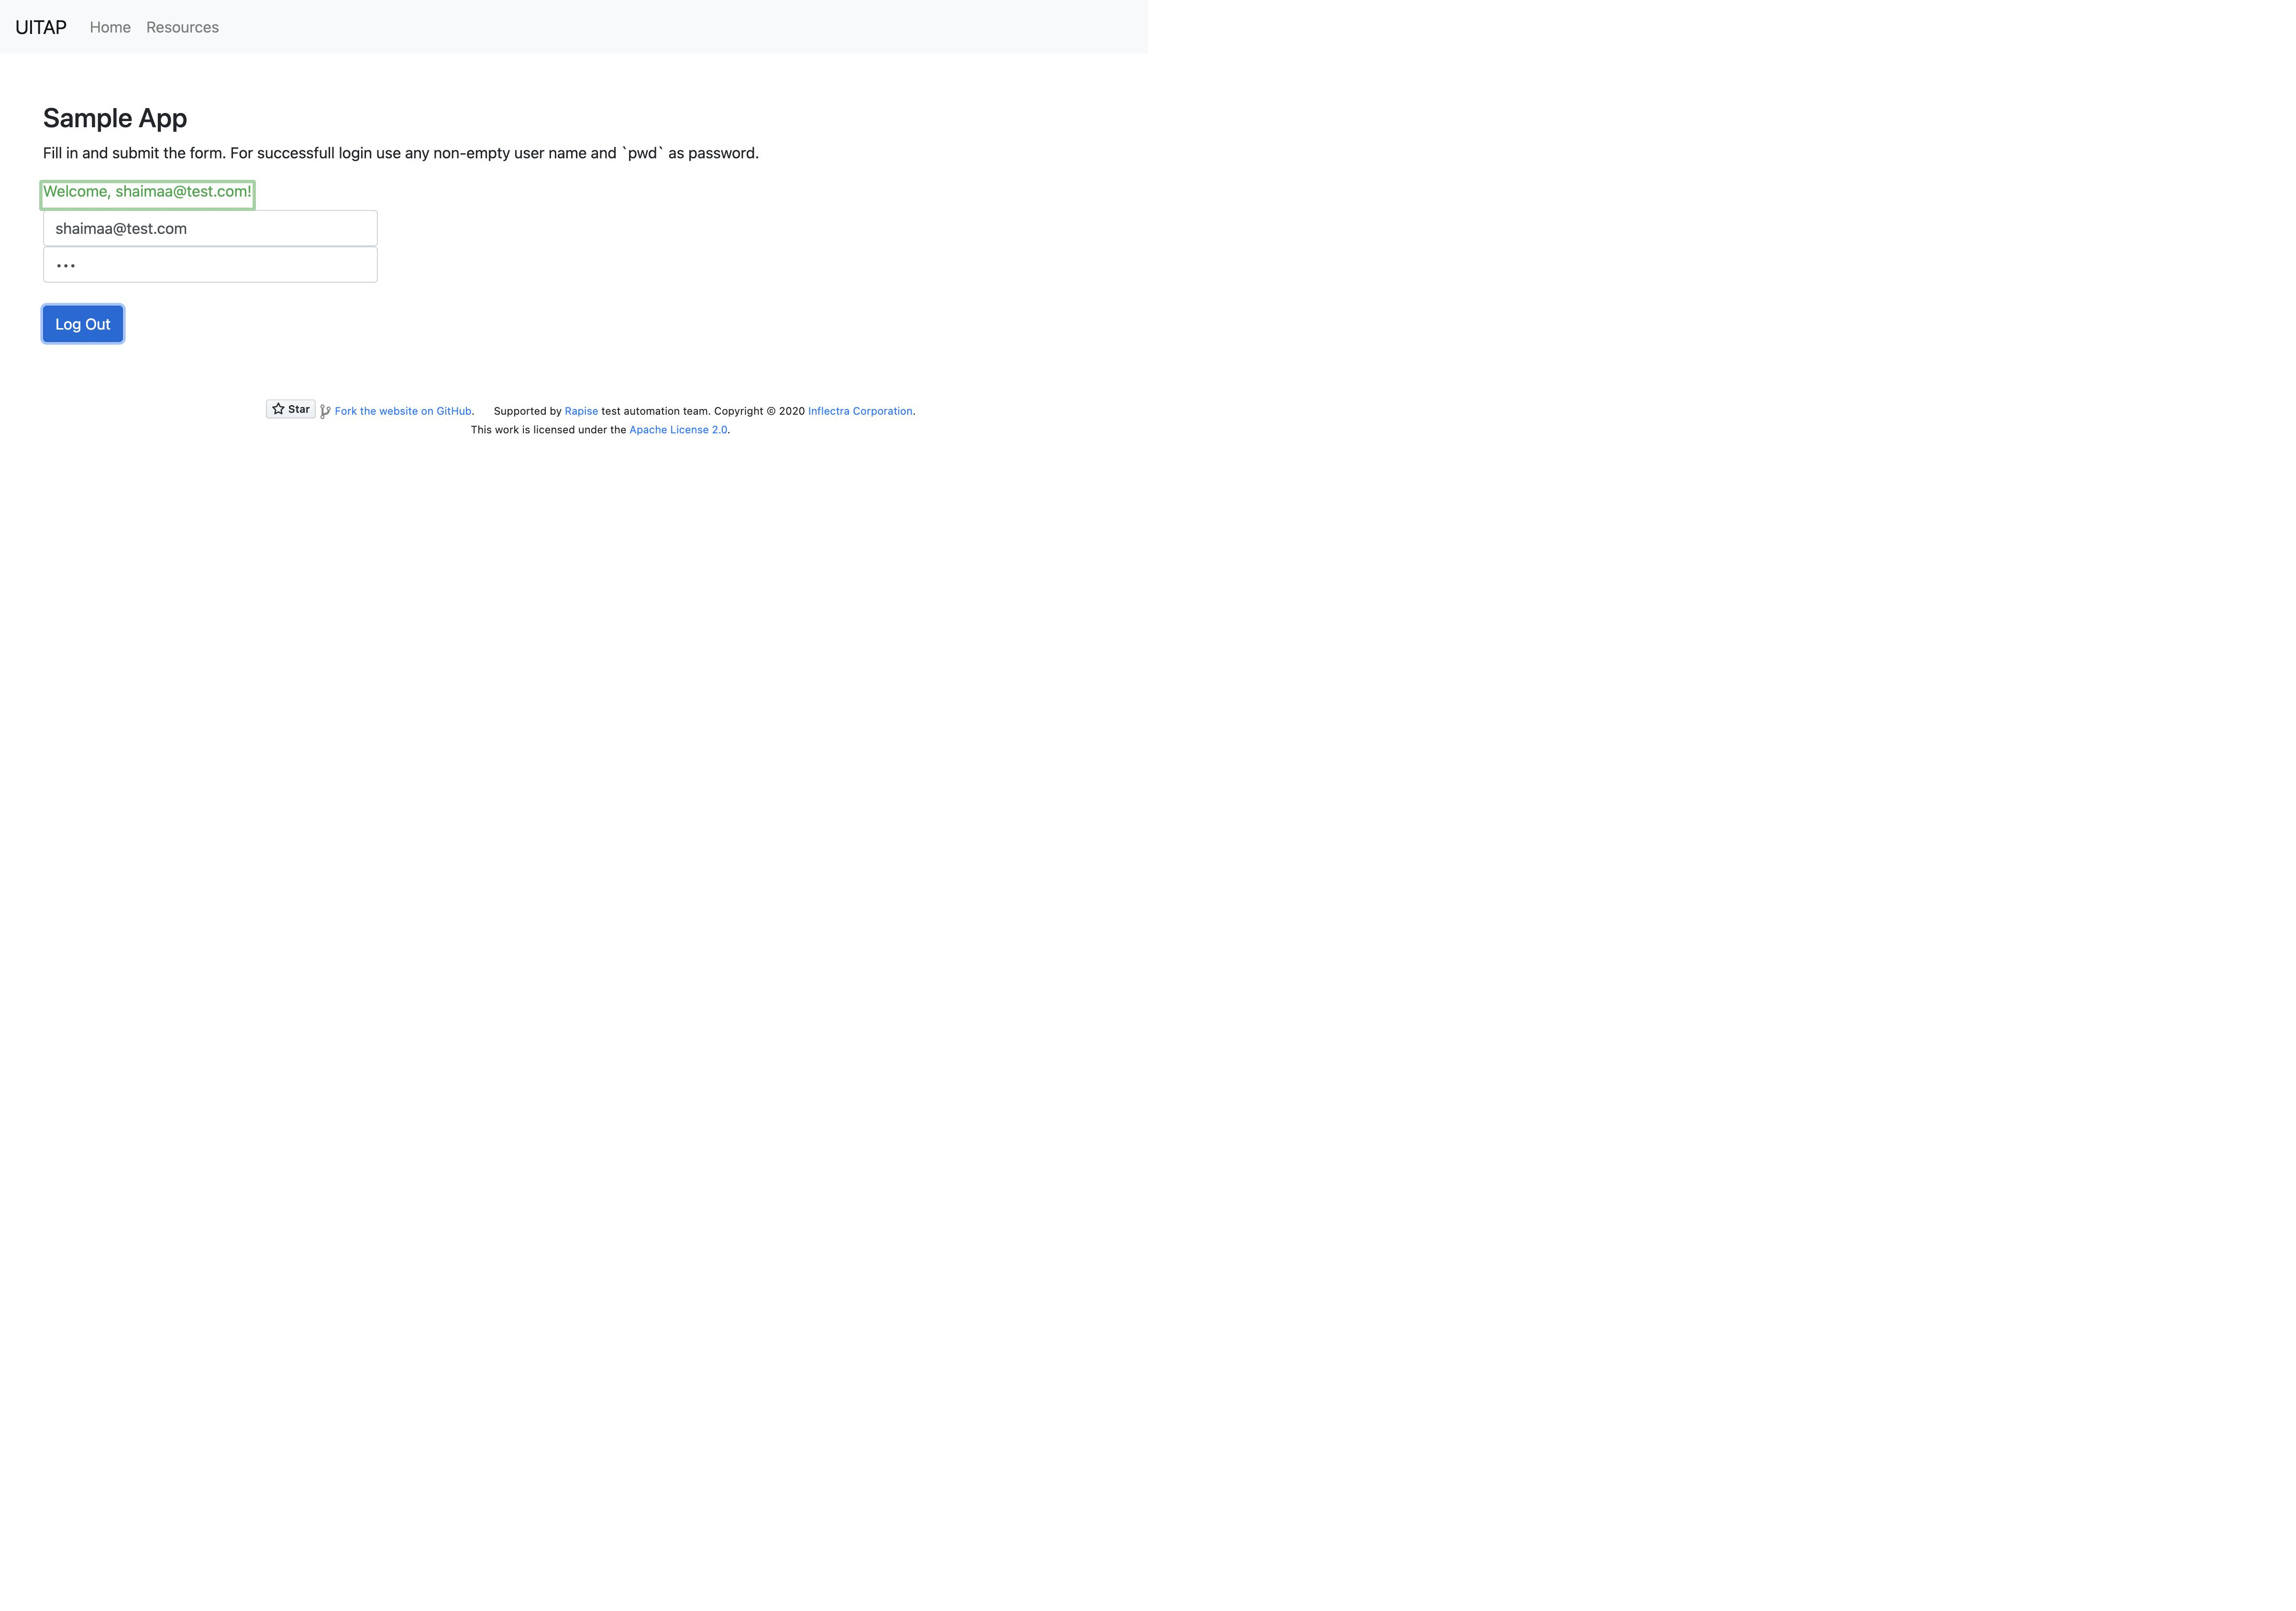 UITAP Home Resources
Sample App
Fill in and submit the form. For successfull login use any non-empty user name and `pwd` as password.
Welcome, shaimaa@test.com!
shaimaa@test.com
•••
Log Out
Star Fork the website on GitHub. Supported by Rapise test automation team. Copyright © 2020 Inflectra Corporation.
This work is licensed under the Apache License 2.0.